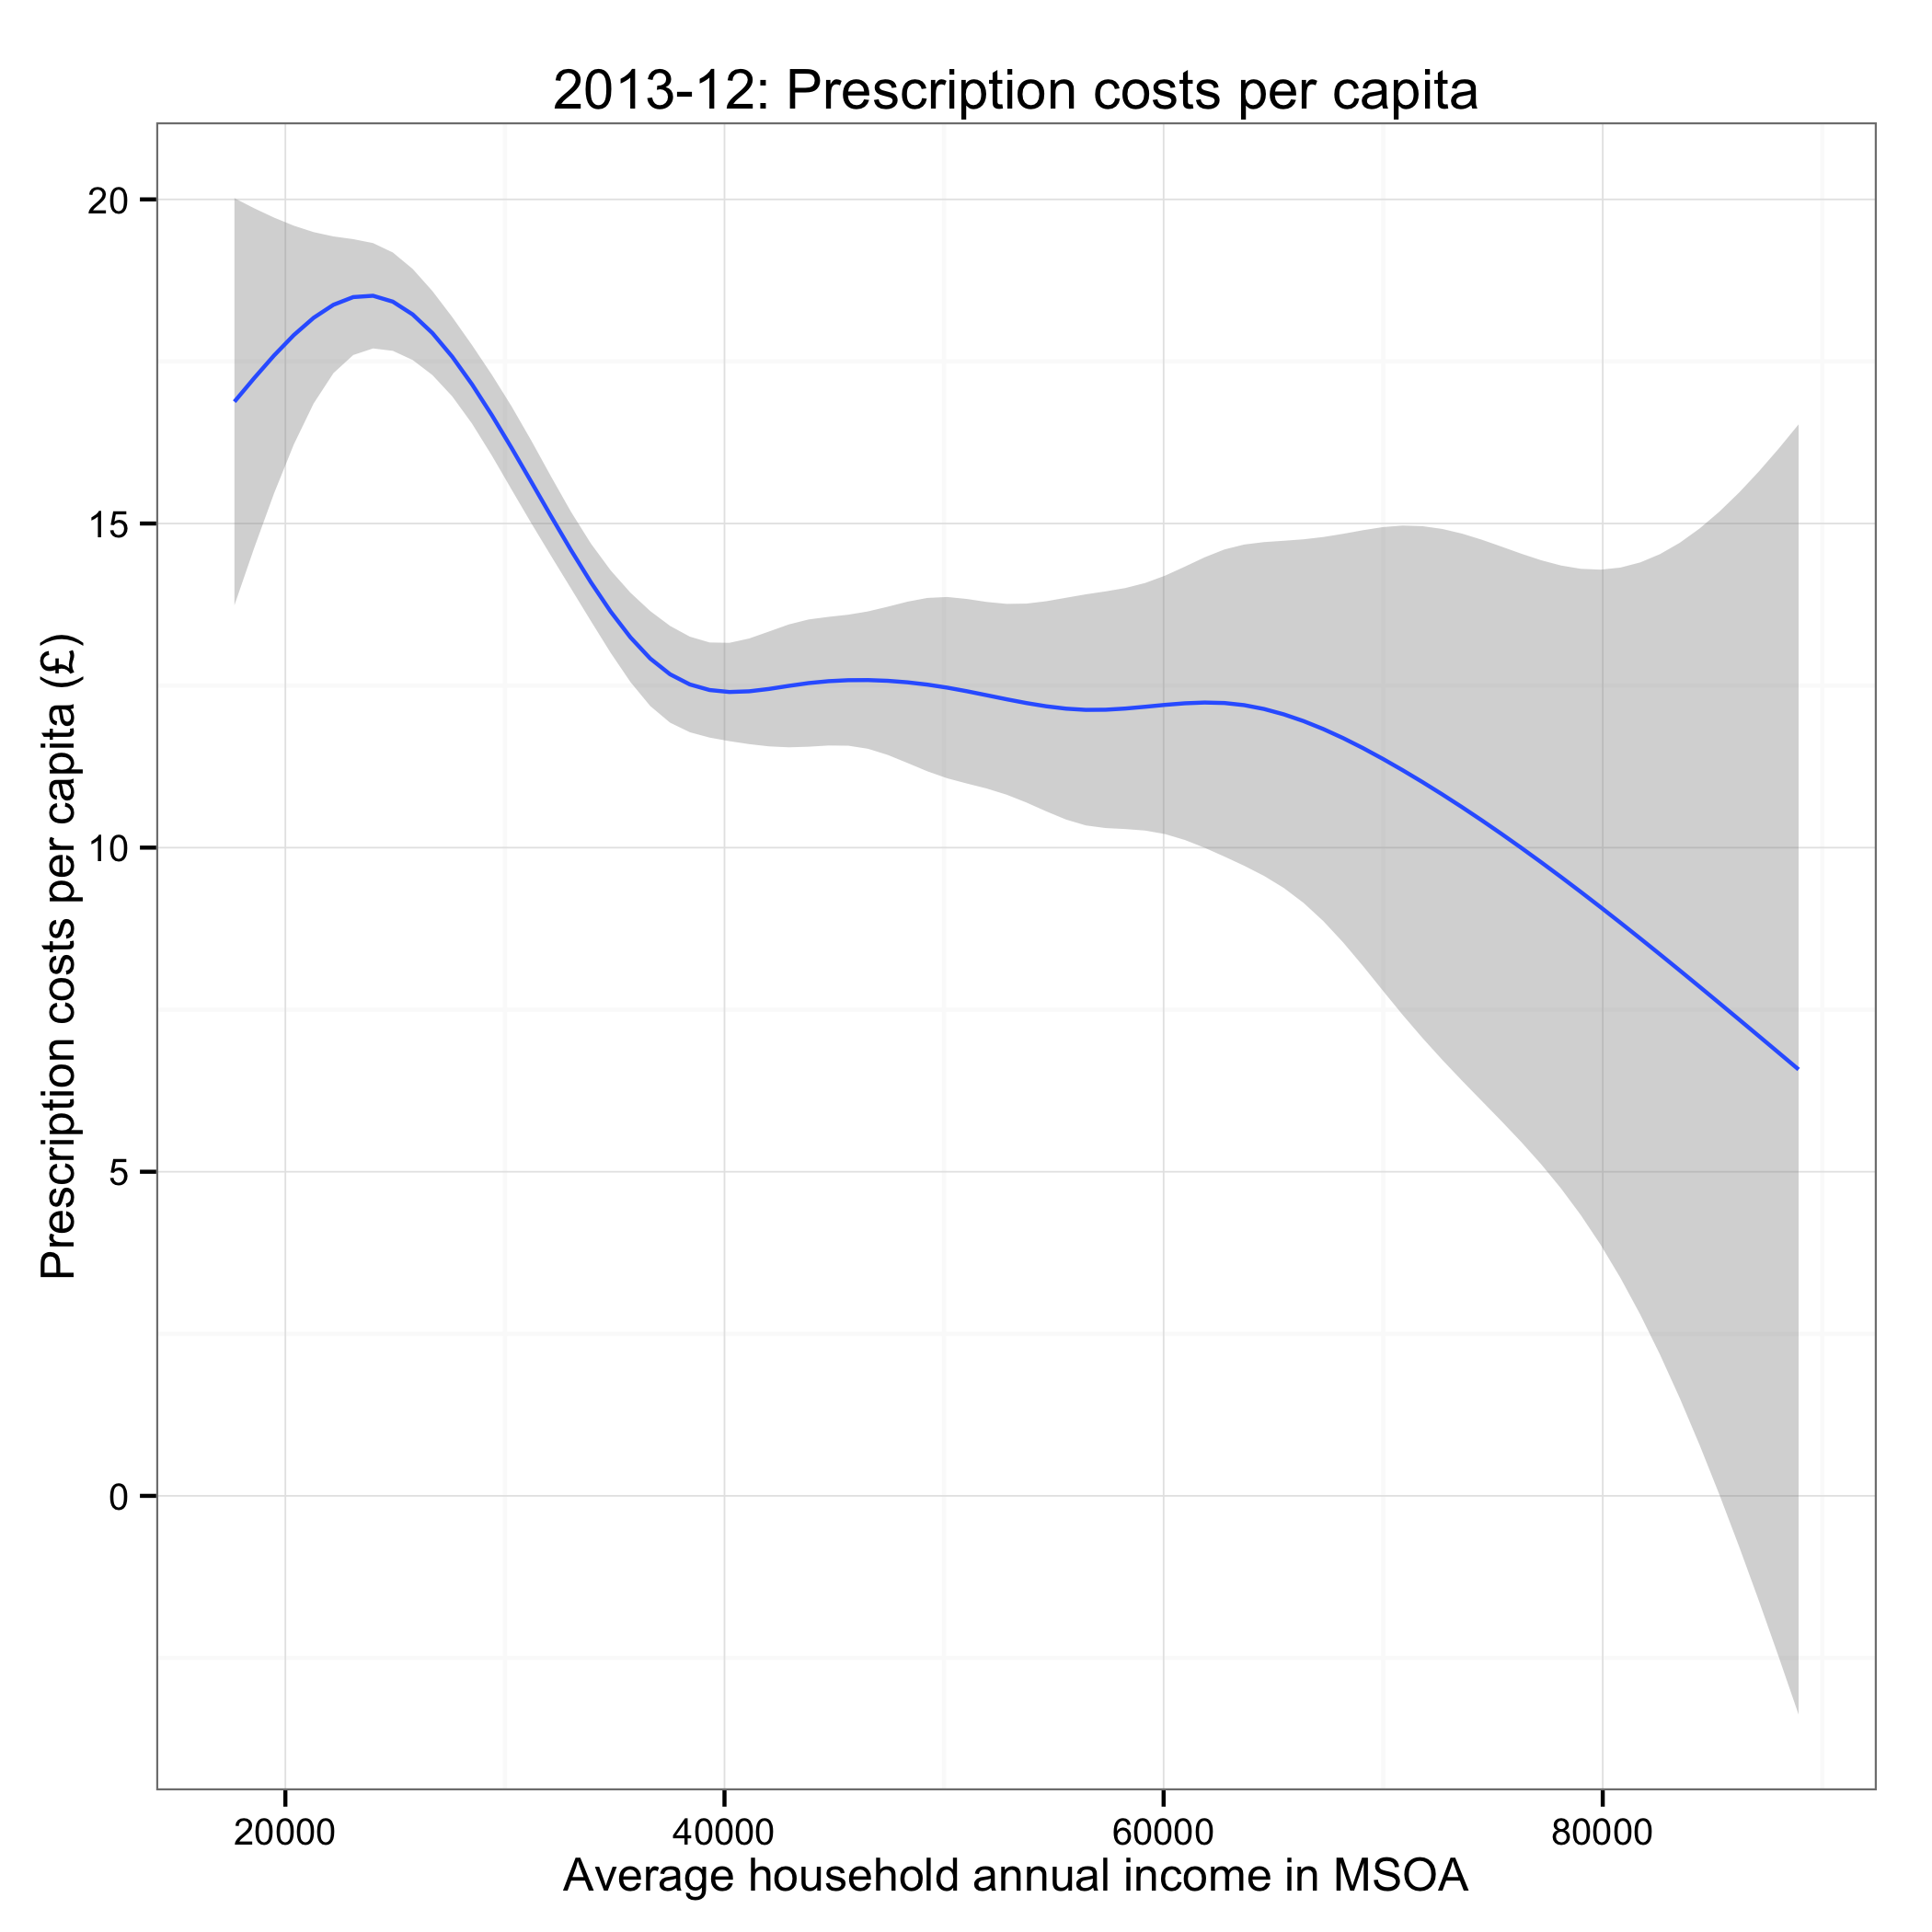 2013-12: Prescription costs per capita
Prescription costs per capita (£)
20
15
10
5
0
20000 40000 60000 80000
Average household annual income in MSOA